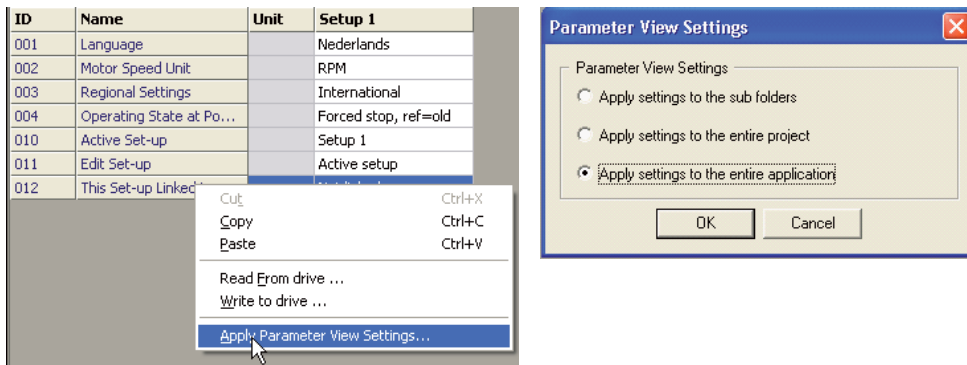 ID Name Unit Setup 1
001 Language Nederlands
002 Motor Speed Unit RPM
003 Regional Settings International
004 Operating State at Po... Forced stop, ref=old
010 Active Set-up Setup 1
011 Edit Set-up Active setup
012 This Set-up Linked
Cut Ctrl+X
Copy Ctrl+C
Paste Ctrl+V
Read From drive ...
Write to drive ...
Apply Parameter View Settings...
Parameter View Settings
Parameter View Settings
Apply settings to the sub folders
Apply settings to the entire project
Apply settings to the entire application
OK Cancel